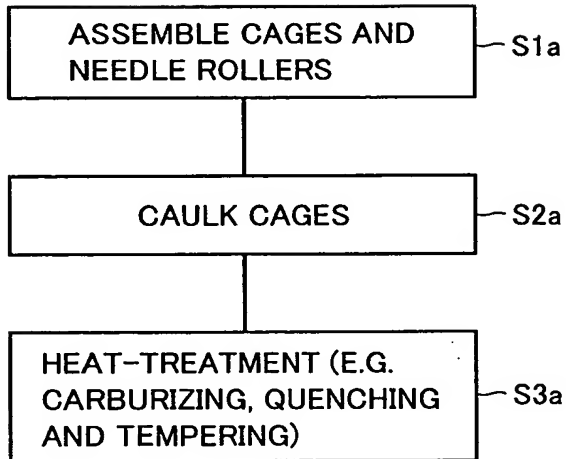 ASSEMBLE CAGES AND
NEEDLE ROLLERS
S1a
CAULK CAGES
S2a
HEAT-TREATMENT (E.G.
CARBURIZING, QUENCHING
AND TEMPERING)
S3a